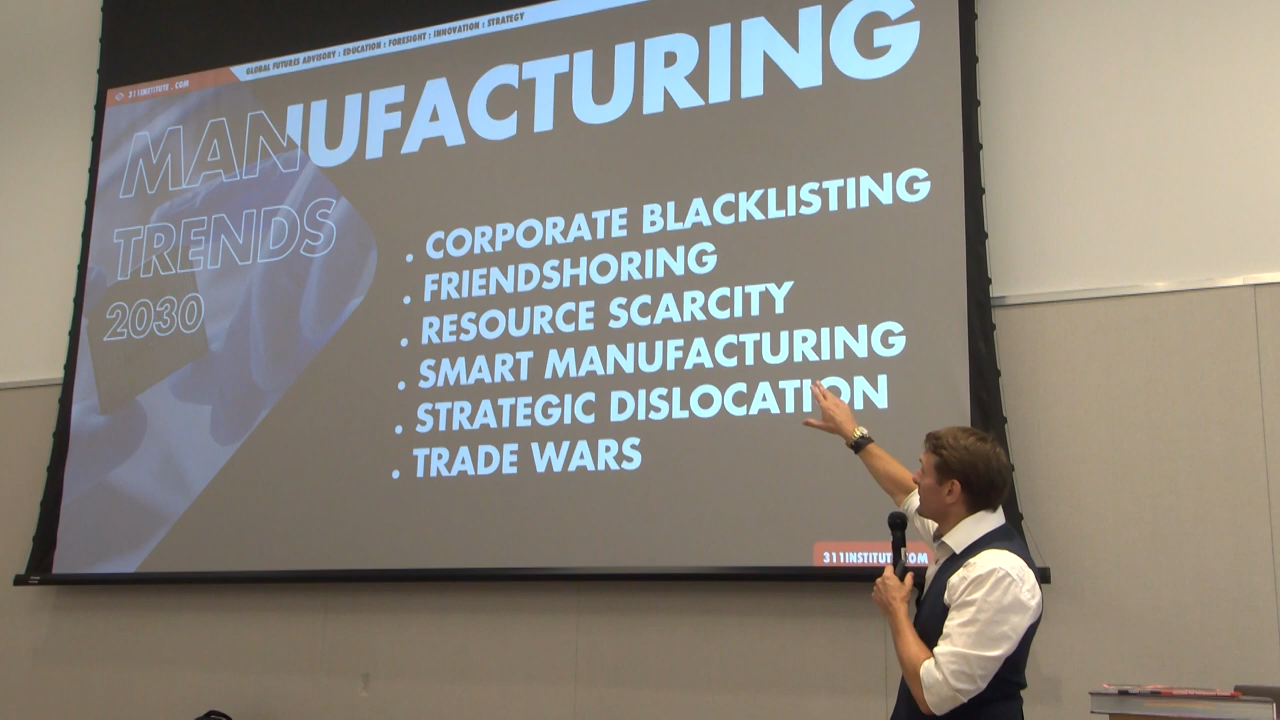 GLOBAL FUTURES ADVISORY : EDUCATION : FORESIGHT : INNOVATION : STRATEGY
311INSTITUTE . COM
MANUFACTURING
TRENDS
2030
. CORPORATE BLACKLISTING
. FRIENDSHORING
. RESOURCE SCARCITY
. SMART MANUFACTURING
. STRATEGIC DISLOCATION
. TRADE WARS
311INSTITUTE.COM